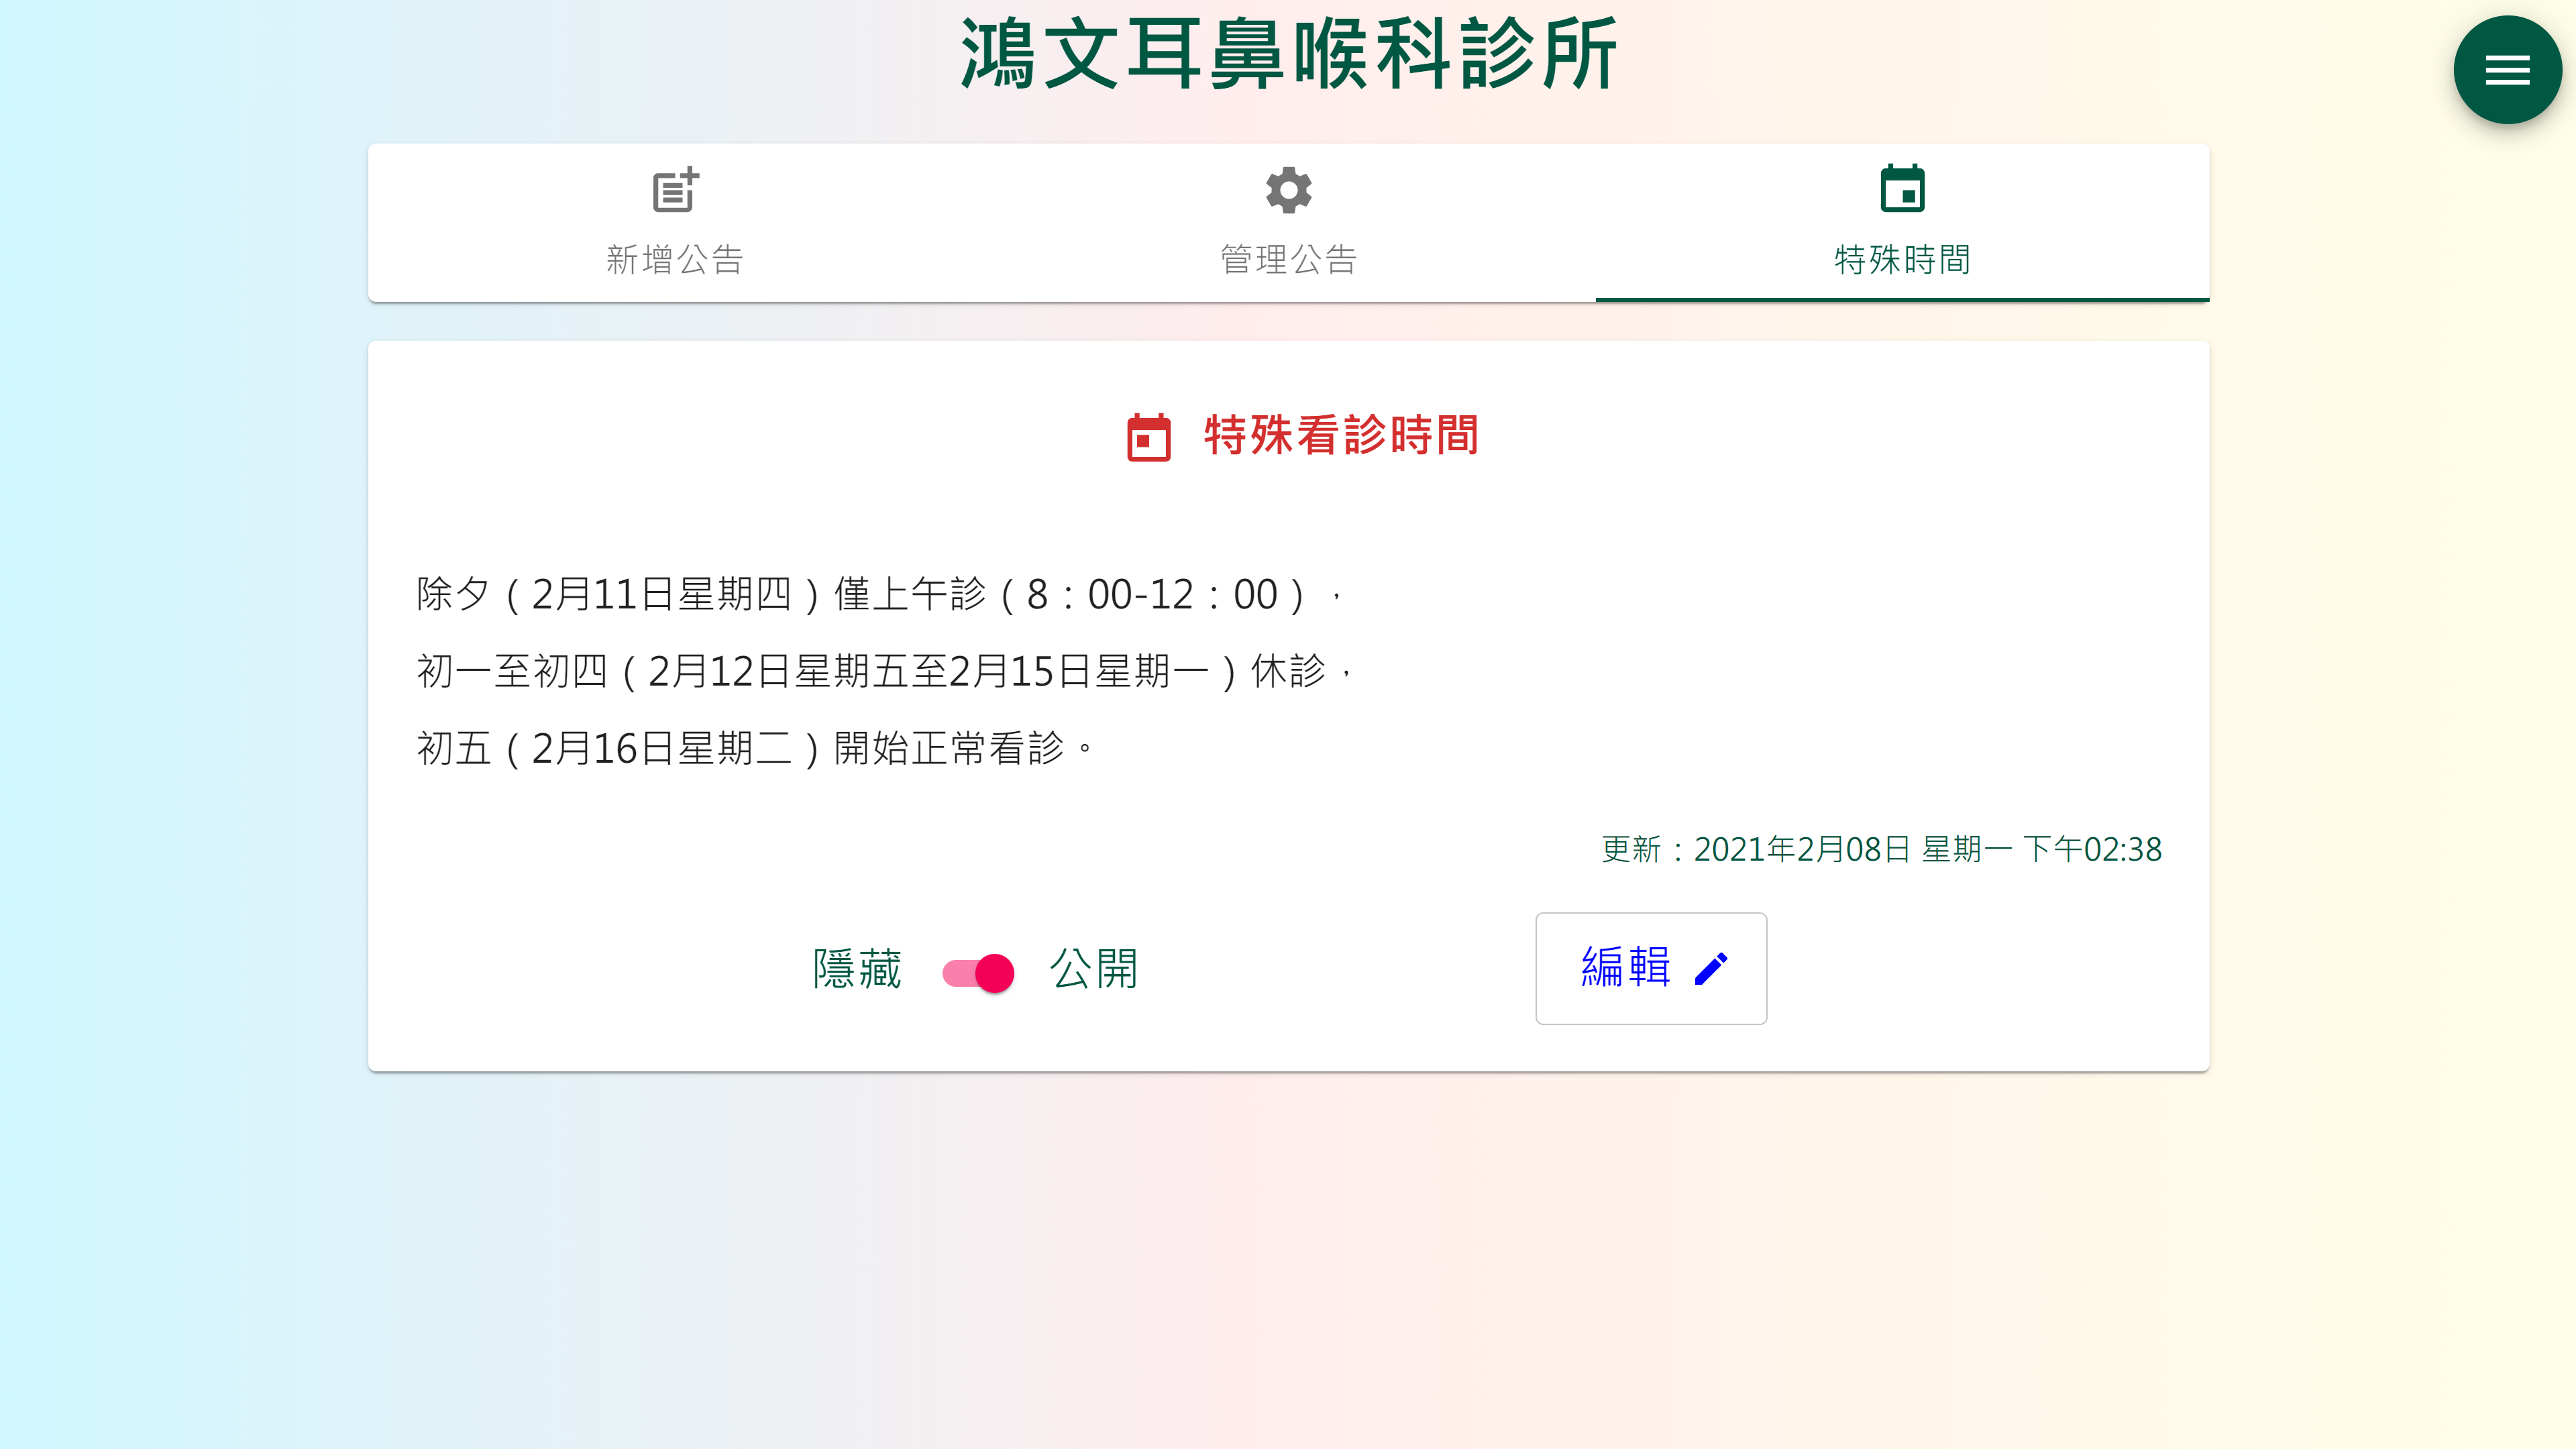 鴻文耳鼻喉科診所
新增公告
管理公告
特殊時間
特殊看診時間
除夕（2月11日星期四）僅上午診（8：00-12：00），
初一至初四（2月12日星期五至2月15日星期一）休診，
初五（2月16日星期二）開始正常看診。
更新：2021年2月08日 星期一 下午02:38
隱藏 公開
編輯